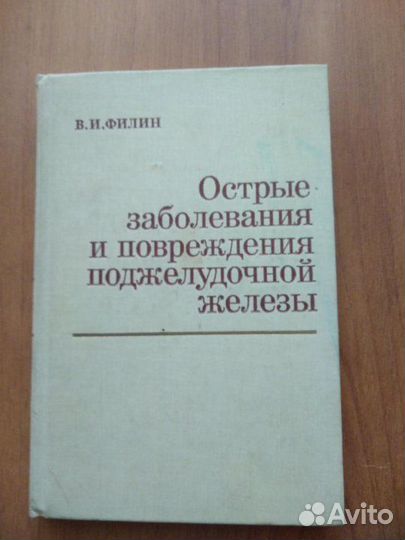 В.И.ФИЛИН
Острые
заболевания
и повреждения
поджелудочной
железы
Avito